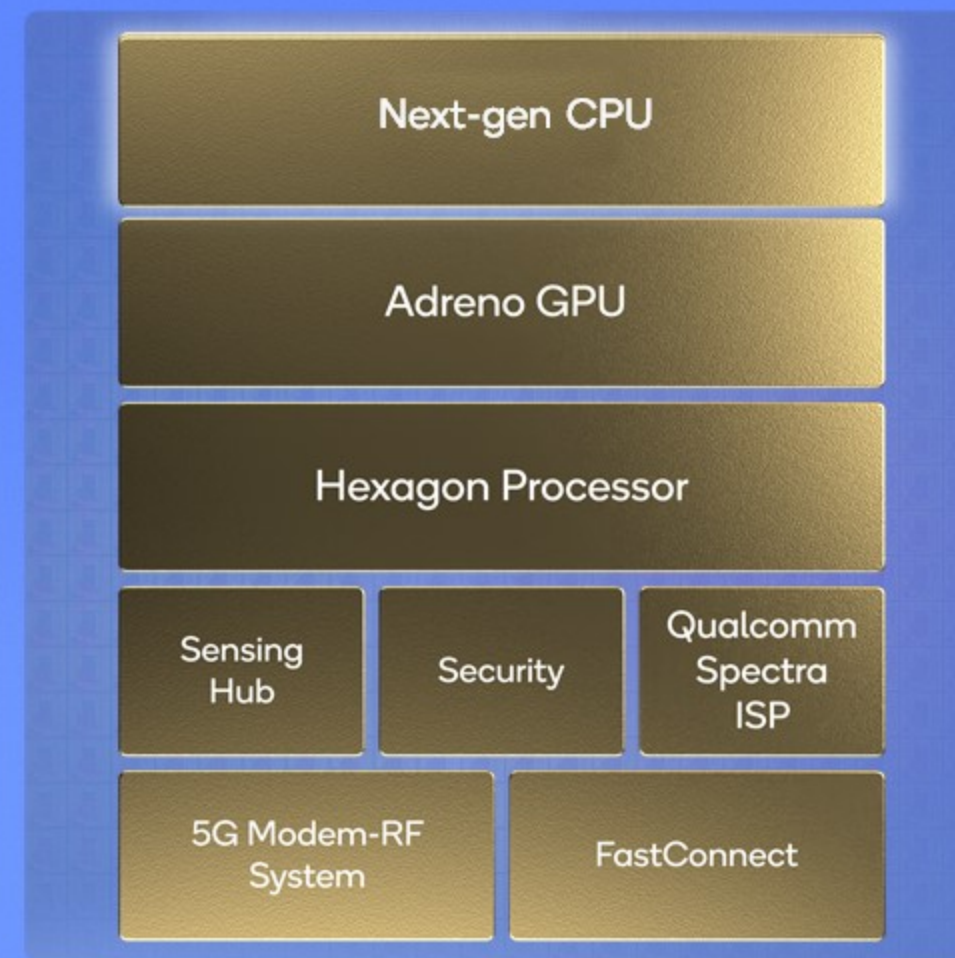 Next-gen CPU
Adreno GPU
Hexagon Processor
Sensing
Hub
Security
Qualcomm
Spectra
ISP
5G Modem-RF
System
FastConnect